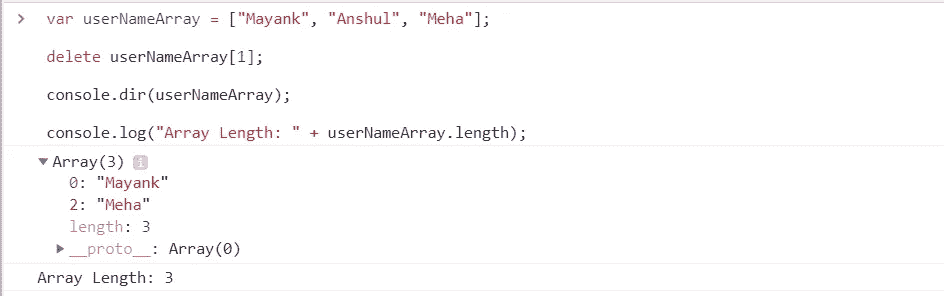 var userNameArray = ["Mayank", "Anshul", "Meha"];
delete userNameArray[1];
console.dir(userNameArray);
console.log("Array Length: " + userNameArray.length);
Array(3) i
0: "Mayank"
2: "Meha"
length: 3
__proto__: Array(0)
Array Length: 3